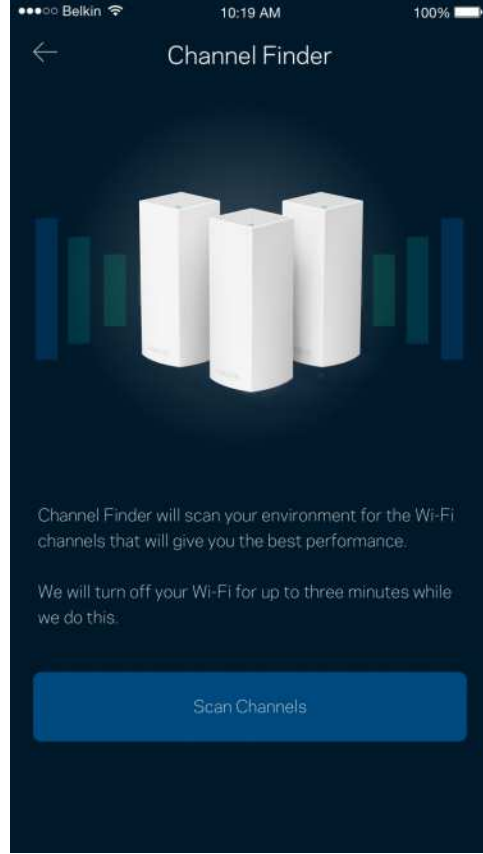 Belkin 10:19 AM 100%
Channel Finder
Channel Finder will scan your environment for the Wi-Fi
channels that will give you the best performance.
We will turn off your Wi-Fi for up to three minutes while
we do this.
Scan Channels